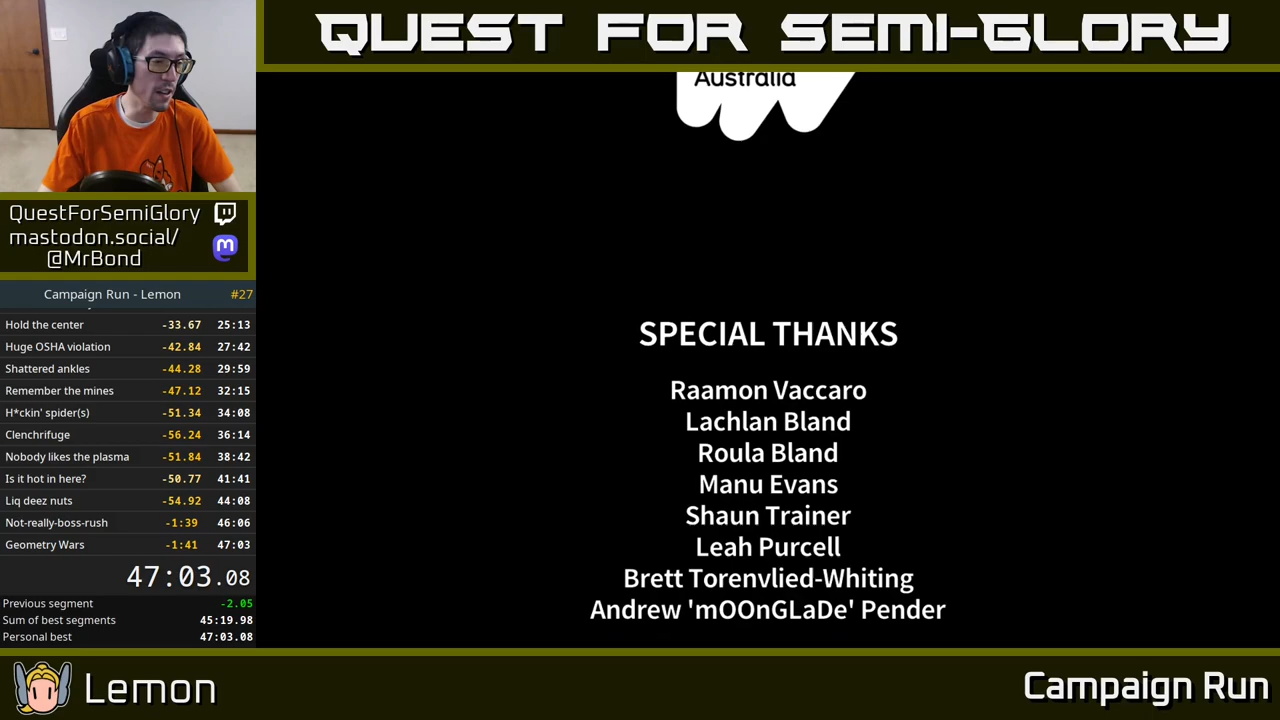 QUEST FOR SEMI-GLORY
QuestForSemiGlory
mastodon.social/
@MrBond
Campaign Run - Lemon #27
Hold the center -33.67 25:13
Huge OSHA violation -42.84 27:42
Shattered ankles -44.28 29:59
Remember the mines -47.12 32:15
H*ckin' spider(s) -51.34 34:08
Clenchrifuge -56.24 36:14
Nobody likes the plasma -51.84 38:42
Is it hot in here? -50.77 41:41
Liq deez nuts -54.92 44:08
Not-really-boss-rush -1:39 46:06
Geometry Wars -1:41 47:03
47:03.08
Previous segment -2.05
Sum of best segments 45:19.98
Personal best 47:03.08
Australia
SPECIAL THANKS
Raamon Vaccaro
Lachlan Bland
Roula Bland
Manu Evans
Shaun Trainer
Leah Purcell
Brett Torenvlied-Whiting
Andrew 'mOOnGLaDe' Pender
Lemon
Campaign Run